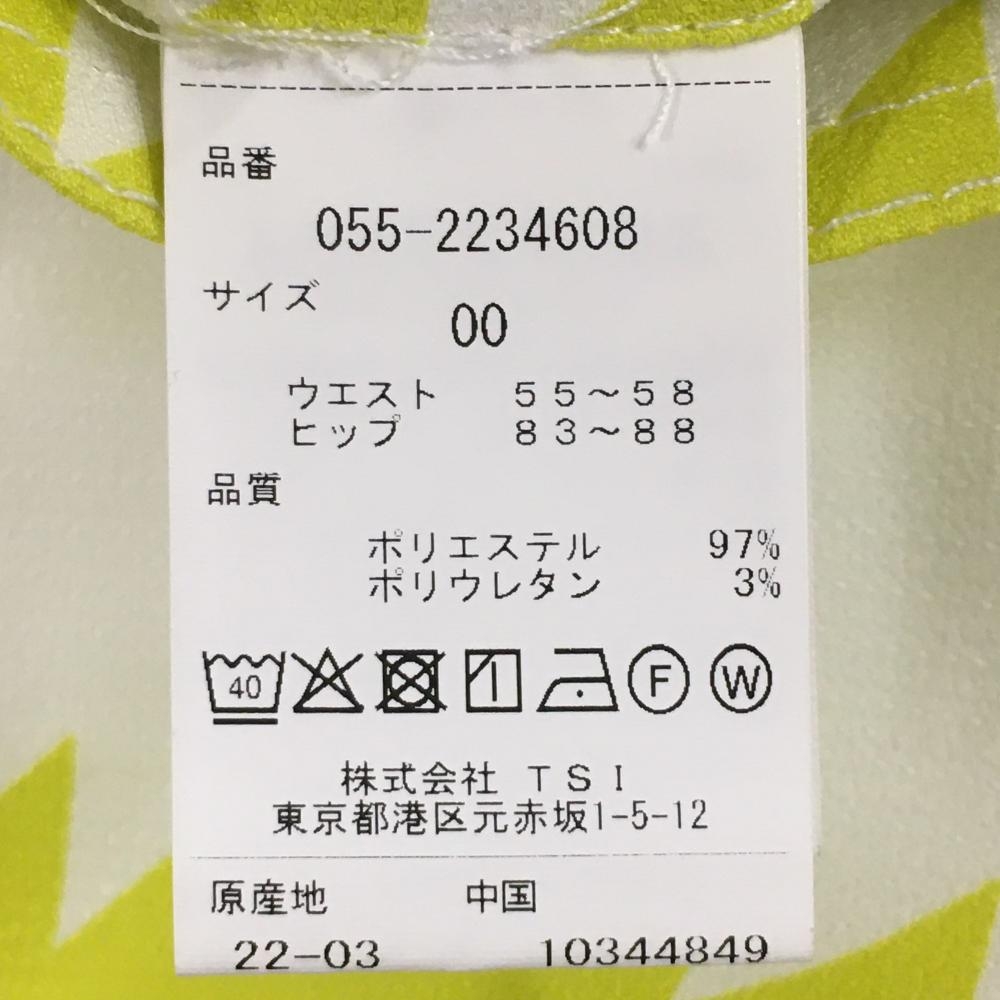 品番
055-2234608
サイズ
00
ウエスト 55～58
ヒップ 83～88
品質
ポリエステル 97%
ポリウレタン 3%
40 F W
株式会社 TSI
東京都港区元赤坂1-5-12
原産地 中国
22-03 10344849